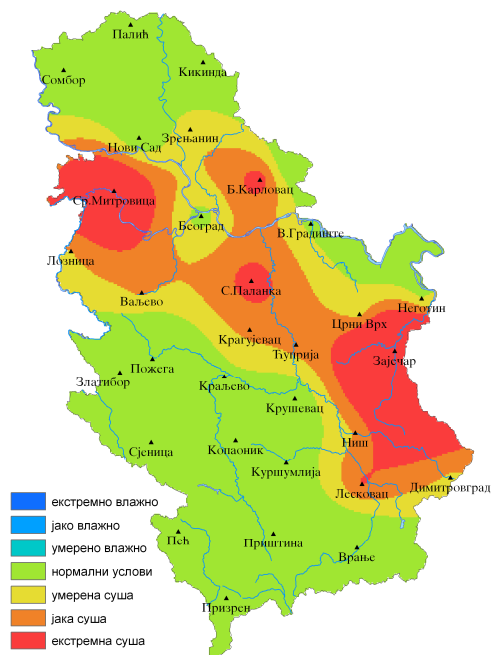 Палић
Кикинда
Сомбор
Зрењанин
Нови Сад
Б.Карловац
Ср.Митровица
Београд
В.Градиште
Лозница
С.Паланка
Ваљево
Неготин
Црни Врх
Крагујевац
Ћуприја
Зајечар
Пожега
Златибор
Краљево
Крушевац
Ниш
Копаоник
Сјеница
Куршумлија
Лесковац
Димитровград
екстремно влажно
јако влажно
умерено влажно
нормални услови
умерена суша
јака суша
екстремна суша
Пећ
Приштина
Врање
Призрен